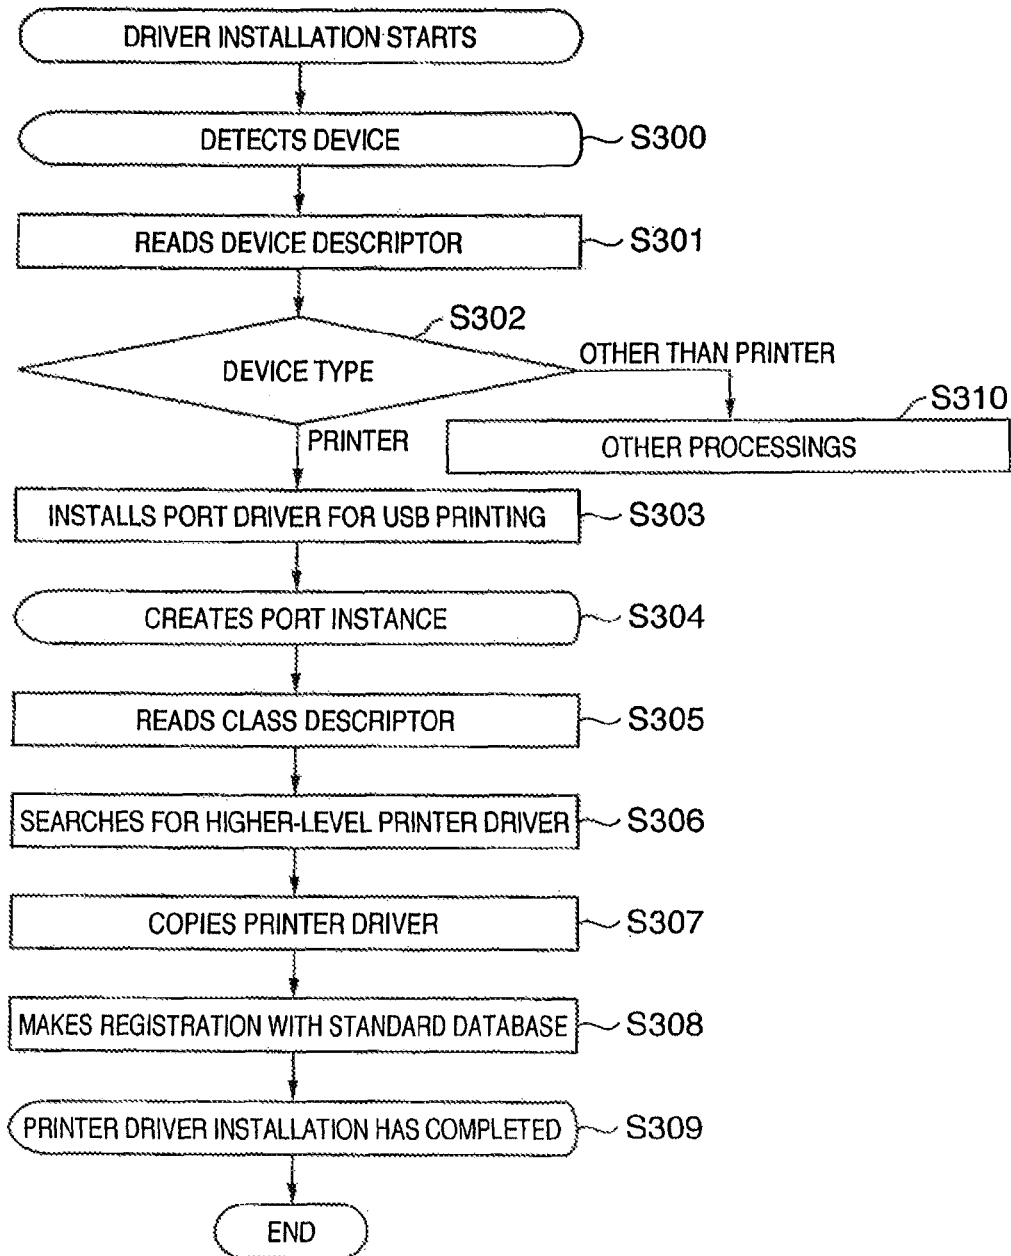 DRIVER INSTALLATION STARTS
DETECTS DEVICE
S300
READS DEVICE DESCRIPTOR
S301
S302
DEVICE TYPE
OTHER THAN PRINTER
S310
PRINTER
OTHER PROCESSINGS
INSTALLS PORT DRIVER FOR USB PRINTING
S303
CREATES PORT INSTANCE
S304
READS CLASS DESCRIPTOR
S305
SEARCHES FOR HIGHER-LEVEL PRINTER DRIVER
S306
COPIES PRINTER DRIVER
S307
MAKES REGISTRATION WITH STANDARD DATABASE
S308
PRINTER DRIVER INSTALLATION HAS COMPLETED
S309
END